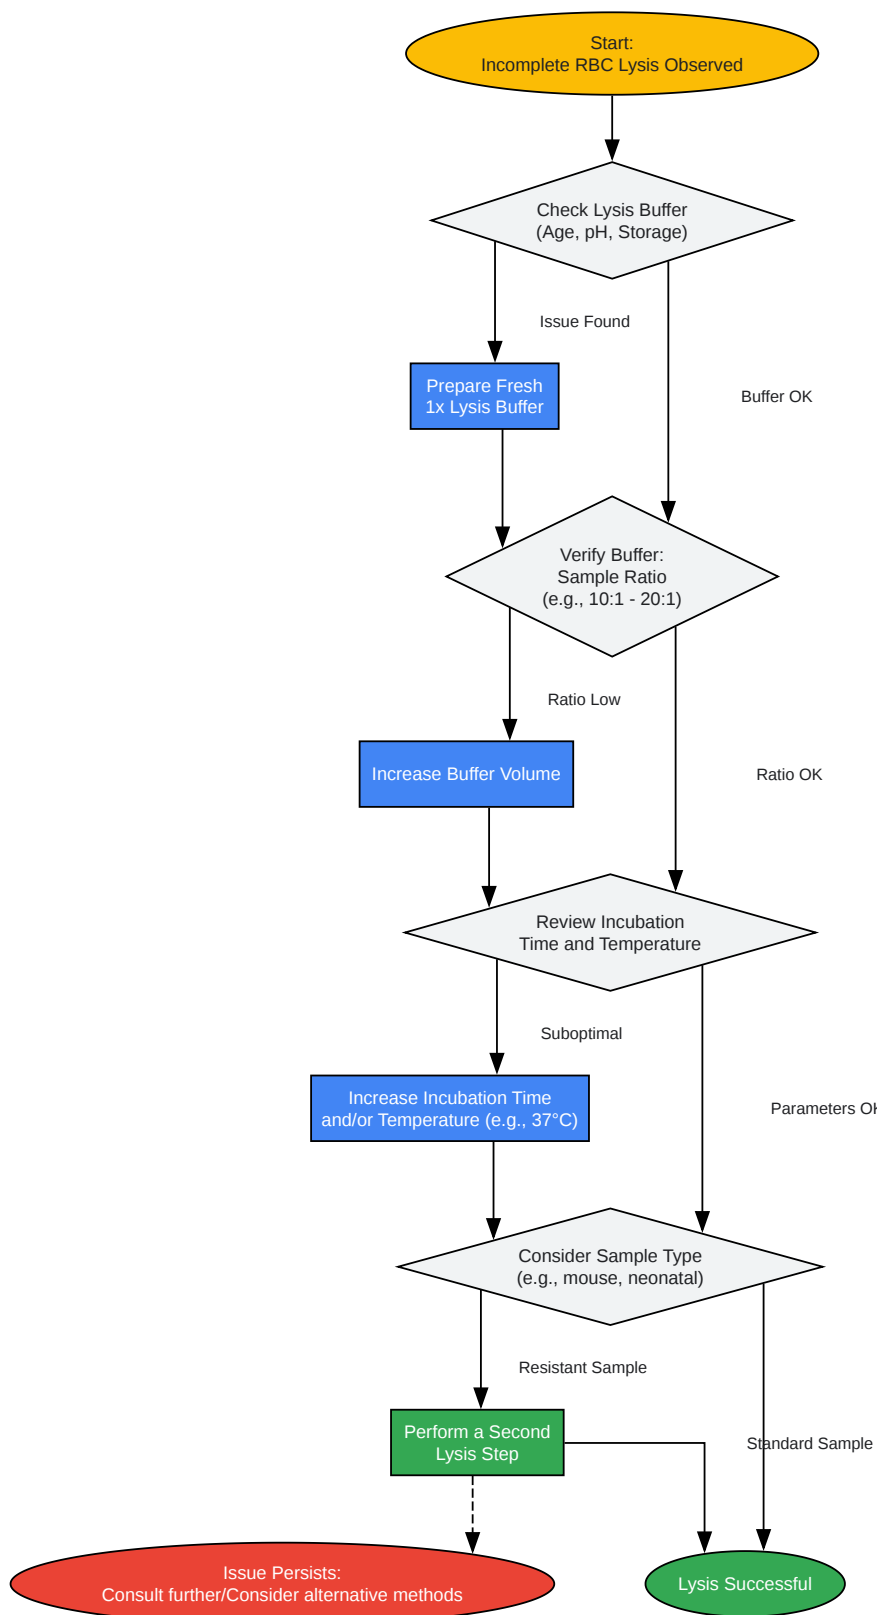 Start:
Incomplete RBC Lysis Observed
Check Lysis Buffer
(Age, pH, Storage)
Issue Found
Buffer OK
Prepare Fresh
1x Lysis Buffer
Verify Buffer:
Sample Ratio
(e.g., 10:1 - 20:1)
Ratio Low
Ratio OK
Increase Buffer Volume
Review Incubation
Time and Temperature
Suboptimal
Parameters OK
Increase Incubation Time
and/or Temperature (e.g., 37°C)
Consider Sample Type
(e.g., mouse, neonatal)
Resistant Sample
Standard Sample
Perform a Second
Lysis Step
Issue Persists:
Consult further/Consider alternative methods
Lysis Successful